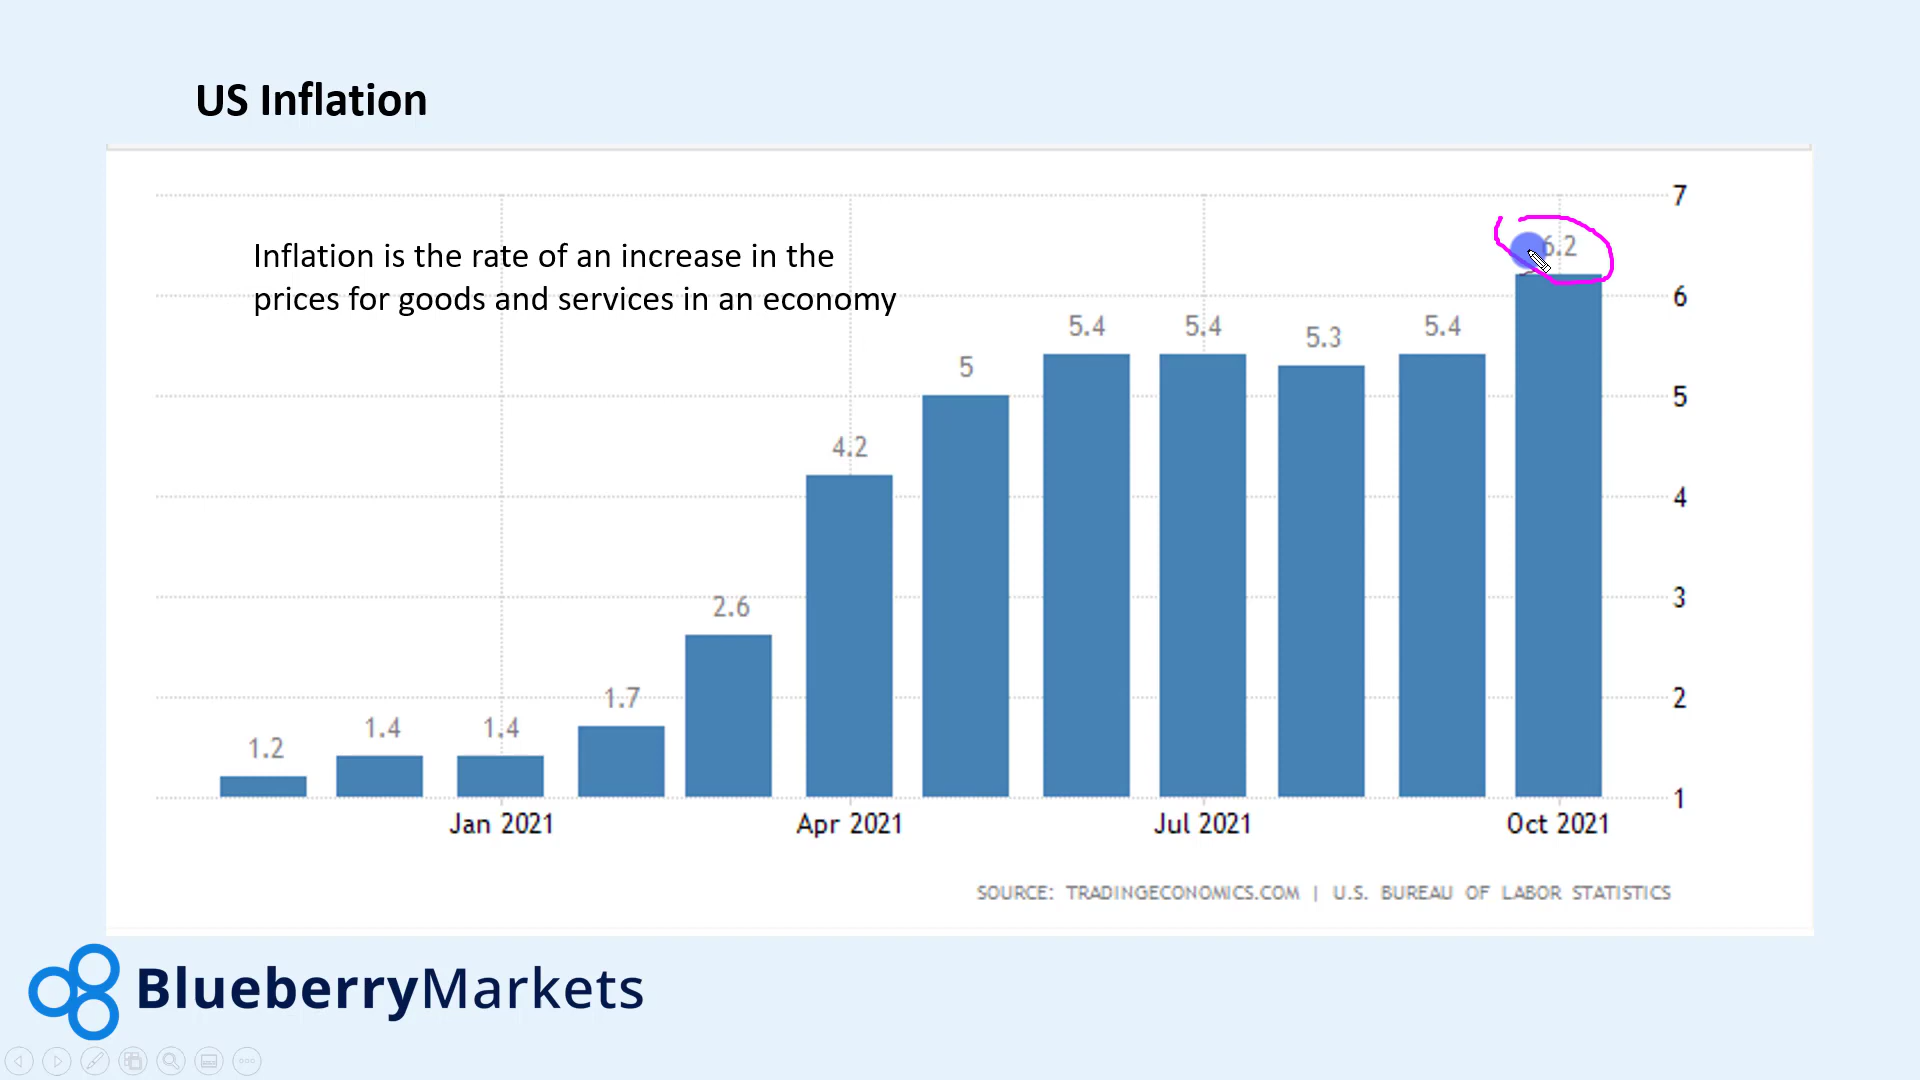 US Inflation
7
Inflation is the rate of an increase in the
prices for goods and services in an economy
6.2
6
5.4
5.4
5.3
5.4
5
5
4.2
4
2.6
3
1.7
2
1.2
1.4
1.4
1
Jan 2021
Apr 2021
Jul 2021
Oct 2021
SOURCE: TRADINGECONOMICS.COM | U.S. BUREAU OF LABOR STATISTICS
BlueberryMarkets